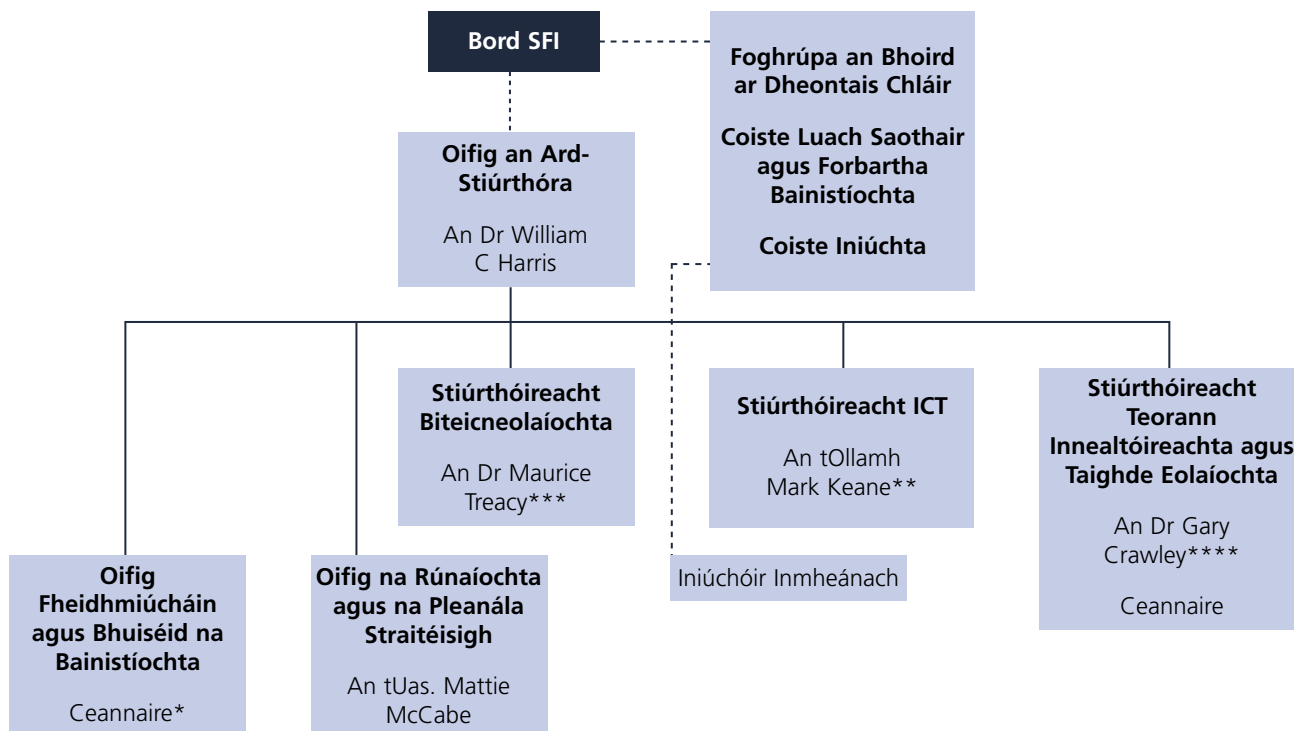 Bord SFI
Foghrúpa an Bhoird
ar Dheontais Chláir
Coiste Luach Saothair
agus Forbartha
Bainistíochta
Coiste Iniúchta
Oifig an Ard-
Stiúrthóra
An Dr William
C Harris
Stiúrthóireacht
Biteicneolaíochta
An Dr Maurice
Treacy***
Stiúrthóireacht ICT
An tOllamh
Mark Keane**
Stiúrthóireacht
Teorann
Innealtóireachta agus
Taighde Eolaíochta
An Dr Gary
Crawley****
Ceannaire
Oifig
Fheidhmiúcháin
agus Bhuiséid na
Bainistíochta
Ceannaire*
Oifig na Rúnaíochta
agus na Pleanála
Straitéisigh
An tUas. Mattie
McCabe
Iniúchóir Inmheánach